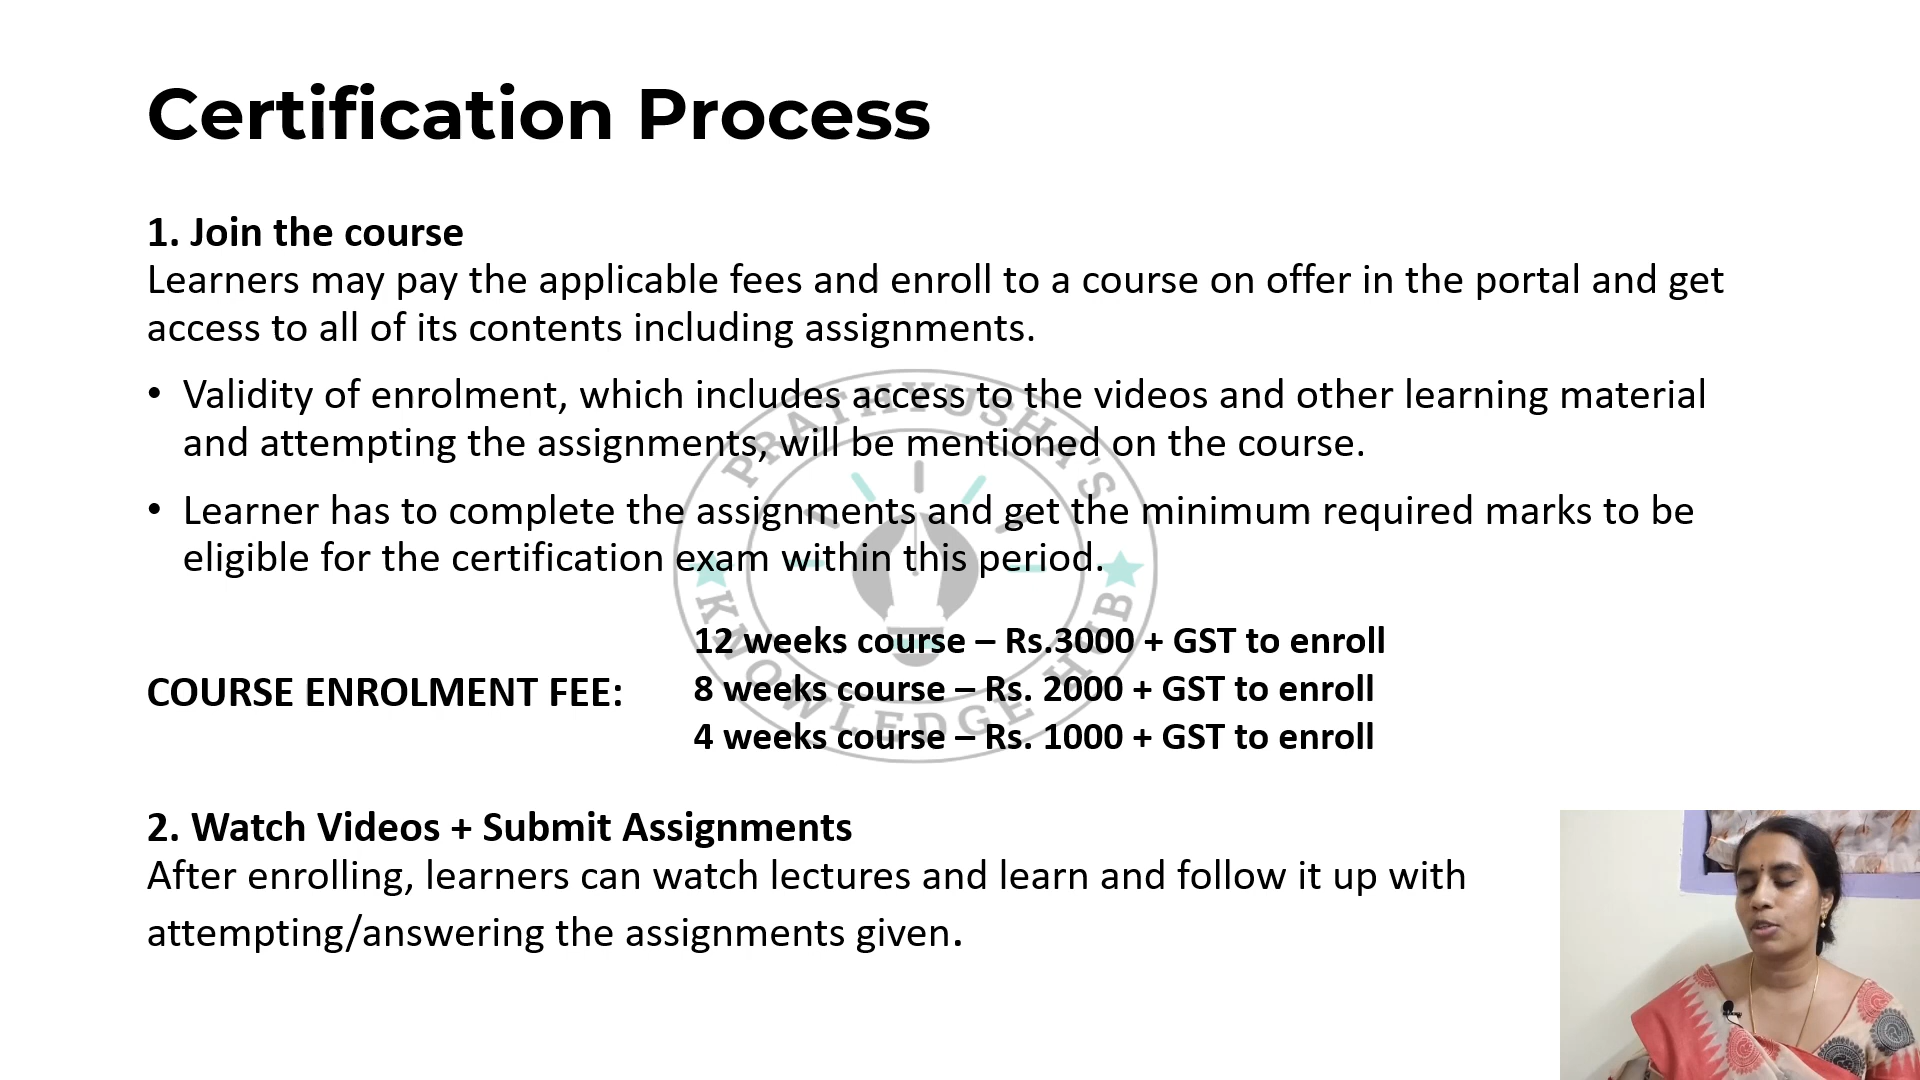 Certification Process
1. Join the course
Learners may pay the applicable fees and enroll to a course on offer in the portal and get
access to all of its contents including assignments.
• Validity of enrolment, which includes access to the videos and other learning material
and attempting the assignments, will be mentioned on the course.
• Learner has to complete the assignments and get the minimum required marks to be
eligible for the certification exam within this period.
COURSE ENROLMENT FEE:
12 weeks course – Rs.3000 + GST to enroll
8 weeks course – Rs. 2000 + GST to enroll
4 weeks course – Rs. 1000 + GST to enroll
2. Watch Videos + Submit Assignments
After enrolling, learners can watch lectures and learn and follow it up with
attempting/answering the assignments given.
PRATHYUSHA'S
KNOWLEDGE HUB